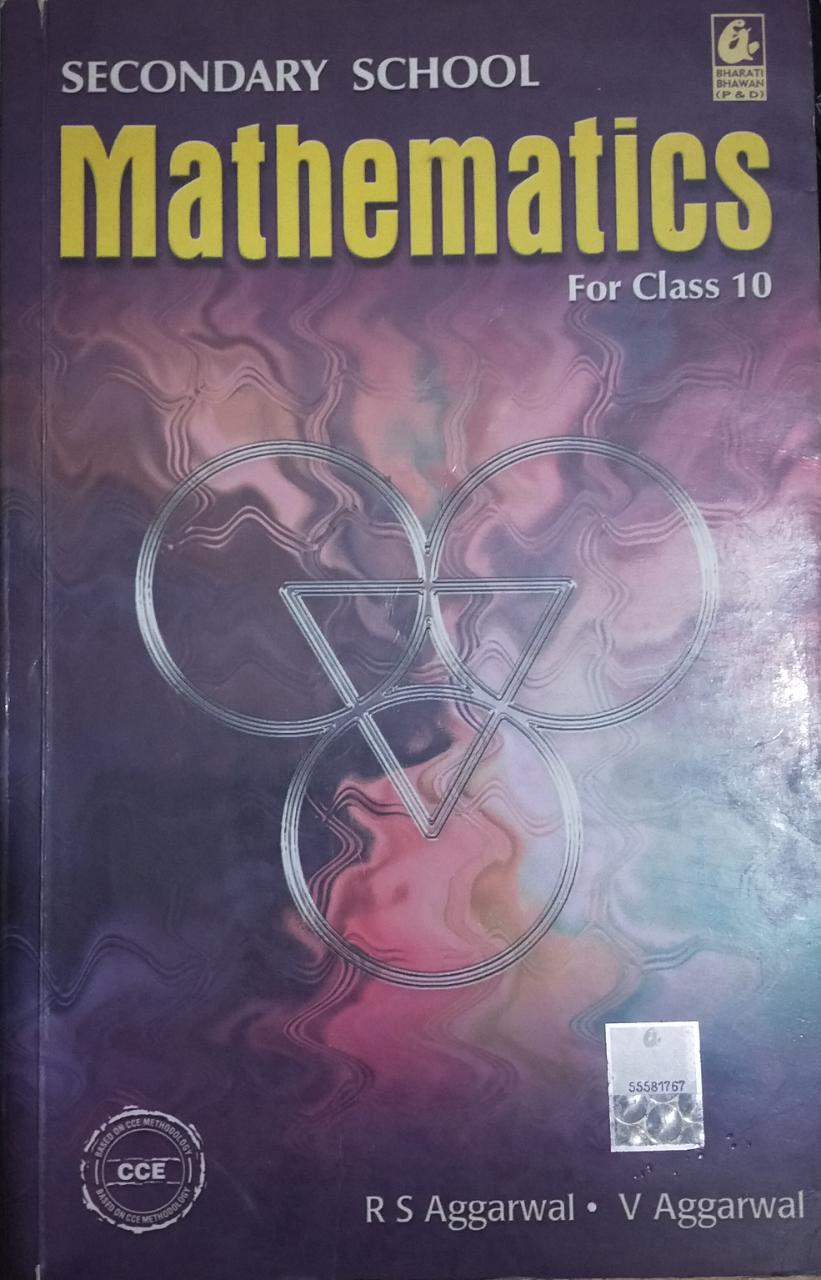 SECONDARY SCHOOL
BHARATI
BHAWAN
(P & D)
Mathematics
For Class 10
55581767
BASED ON CCE METHODOLOGY
CCE
BASED ON CCE METHODOLOGY
R S Aggarwal • V Aggarwal